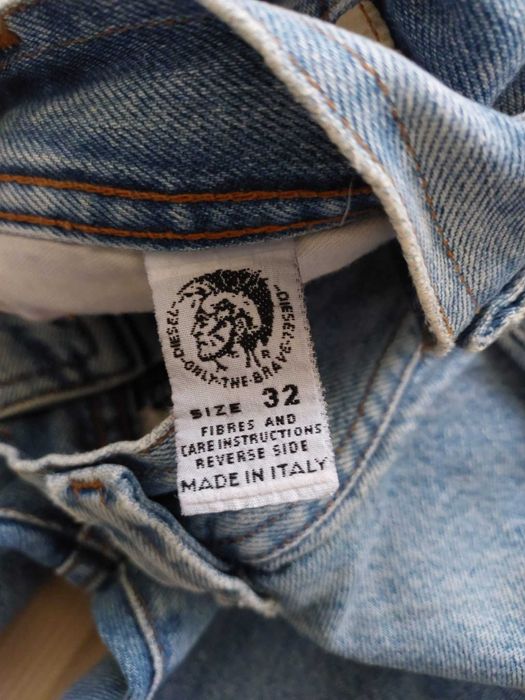 DIESEL-ONLY-THE-BRAVE-DIESEL
R
SIZE 32
FIBRES AND
CARE INSTRUCTIONS
REVERSE SIDE
MADE IN ITALY